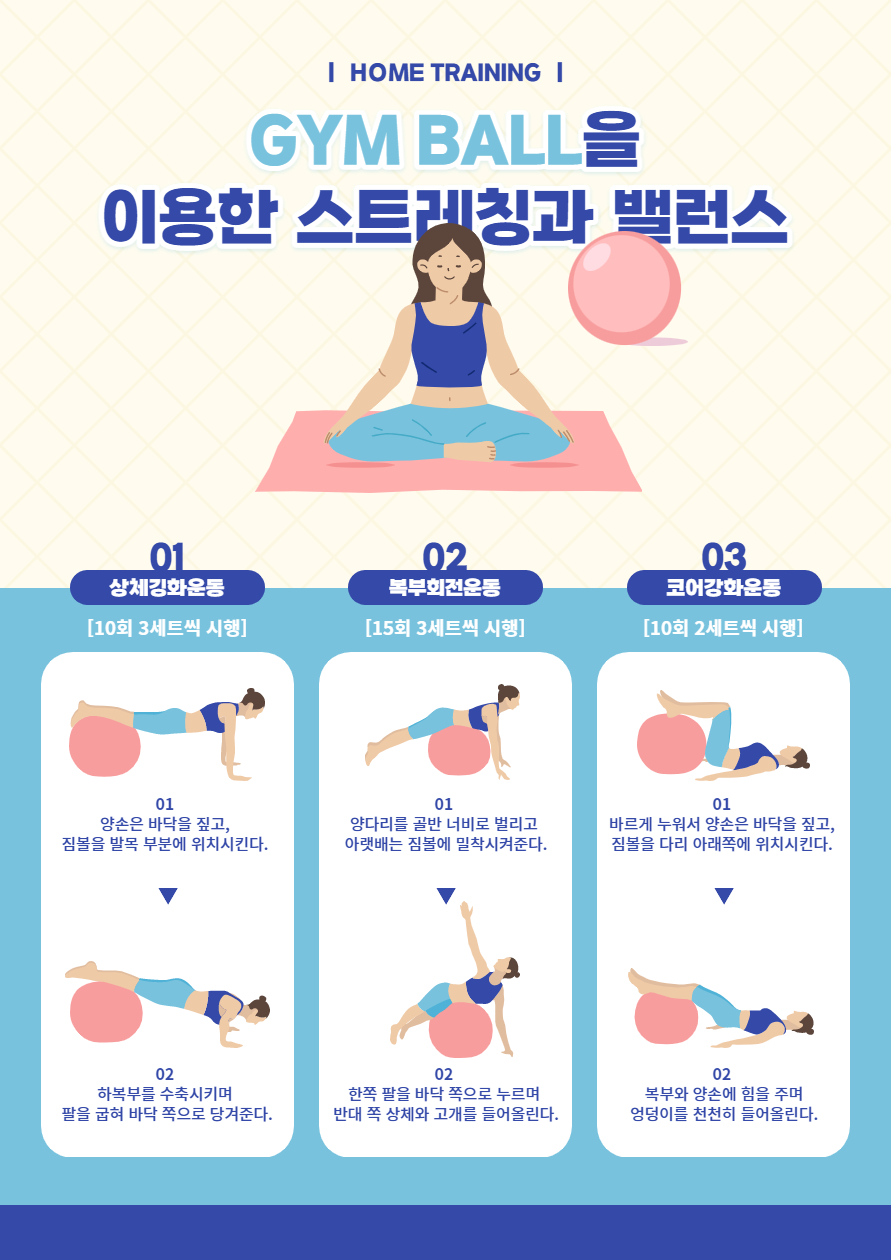 HOME TRAINING
GYM BALL을
이용한 스트레칭과 밸런스
01
상체깅화운동
[10회 3세트씩 시행]
01
양손은 바닥을 짚고,
짐볼을 발목 부분에 위치시킨다.
02
하복부를 수축시키며
팔을 굽혀 바닥 쪽으로 당겨준다.
02
복부회전운동
[15회 3세트씩 시행]
01
양다리를 골반 너비로 벌리고
아랫배는 짐볼에 밀착시켜준다.
02
한쪽 팔을 바닥 쪽으로 누르며
반대 쪽 상체와 고개를 들어올린다.
03
코어강화운동
[10회 2세트씩 시행]
01
바르게 누워서 양손은 바닥을 짚고,
짐볼을 다리 아래쪽에 위치시킨다.
02
복부와 양손에 힘을 주며
엉덩이를 천천히 들어올린다.